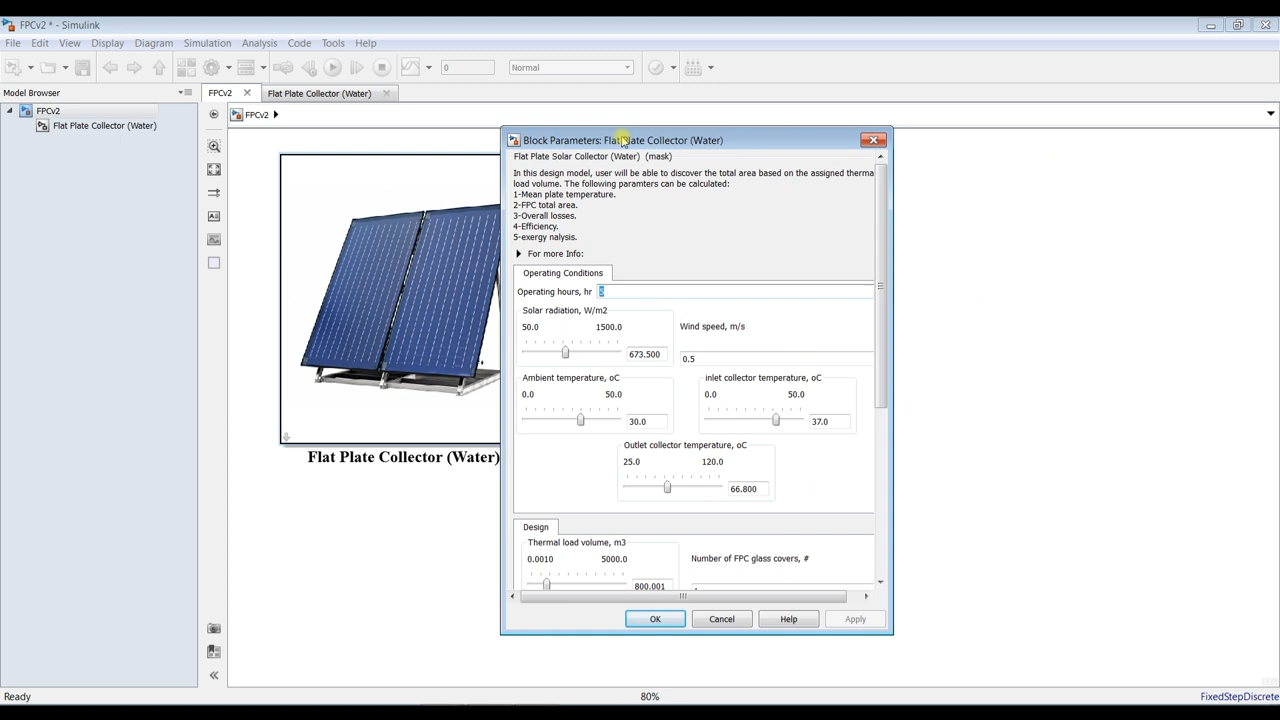 FPCv2 * - Simulink
File Edit View Display Diagram Simulation Analysis Code Tools Help
0 Normal
Model Browser
FPCv2 Flat Plate Collector (Water)
FPCv2
Flat Plate Collector (Water)
FPCv2
Flat Plate Collector (Water)
Block Parameters: Flat Plate Collector (Water)
Flat Plate Solar Collector (Water) (mask)
In this design model, user will be able to discover the total area based on the assigned therma
load volume. The following paramters can be calculated:
1-Mean plate temperature.
2-FPC total area.
3-Overall losses.
4-Efficiency.
5-exergy nalysis.
For more Info:
Operating Conditions
Operating hours, hr
Solar radiation, W/m2
50.0 1500.0
673.500
Wind speed, m/s
0.5
Ambient temperature, oC
0.0 50.0
30.0
inlet collector temperature, oC
0.0 50.0
37.0
Outlet collector temperature, oC
25.0 120.0
66.800
Design
Thermal load volume, m3
0.0010 5000.0
800.001
Number of FPC glass covers, #
OK Cancel Help Apply
Ready 80% FixedStepDiscrete